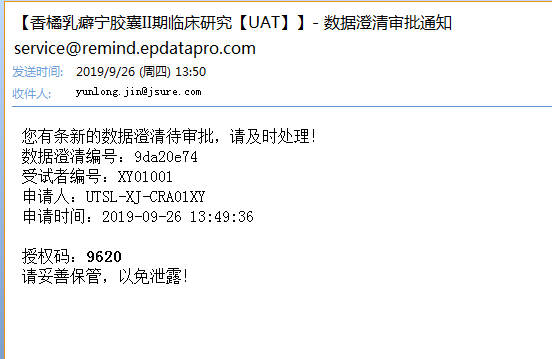 【香橘乳癖宁胶囊II期临床研究【UAT】】- 数据澄清审批通知
service@remind.epdatapro.com
发送时间: 2019/9/26 (周四) 13:50
收件人: yunlong.jin@jsure.com
您有条新的数据澄清待审批，请及时处理!
数据澄清编号：9da20e74
受试者编号：XY01001
申请人：UTSL-XJ-CRA01XY
申请时间：2019-09-26 13:49:36
授权码：9620
请妥善保管，以免泄露!